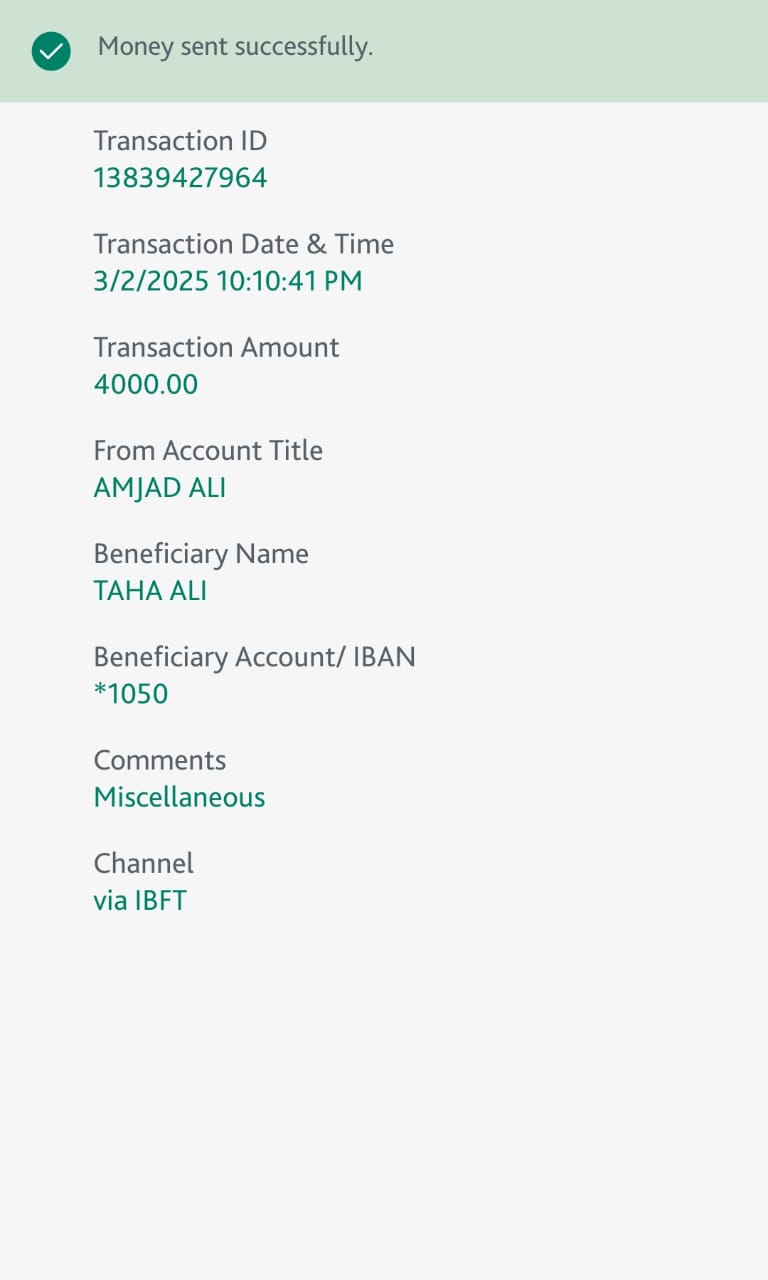 Money sent successfully.
Transaction ID
13839427964
Transaction Date & Time
3/2/2025 10:10:41 PM
Transaction Amount
4000.00
From Account Title
AMJAD ALI
Beneficiary Name
TAHA ALI
Beneficiary Account/ IBAN
*1050
Comments
Miscellaneous
Channel
via IBFT